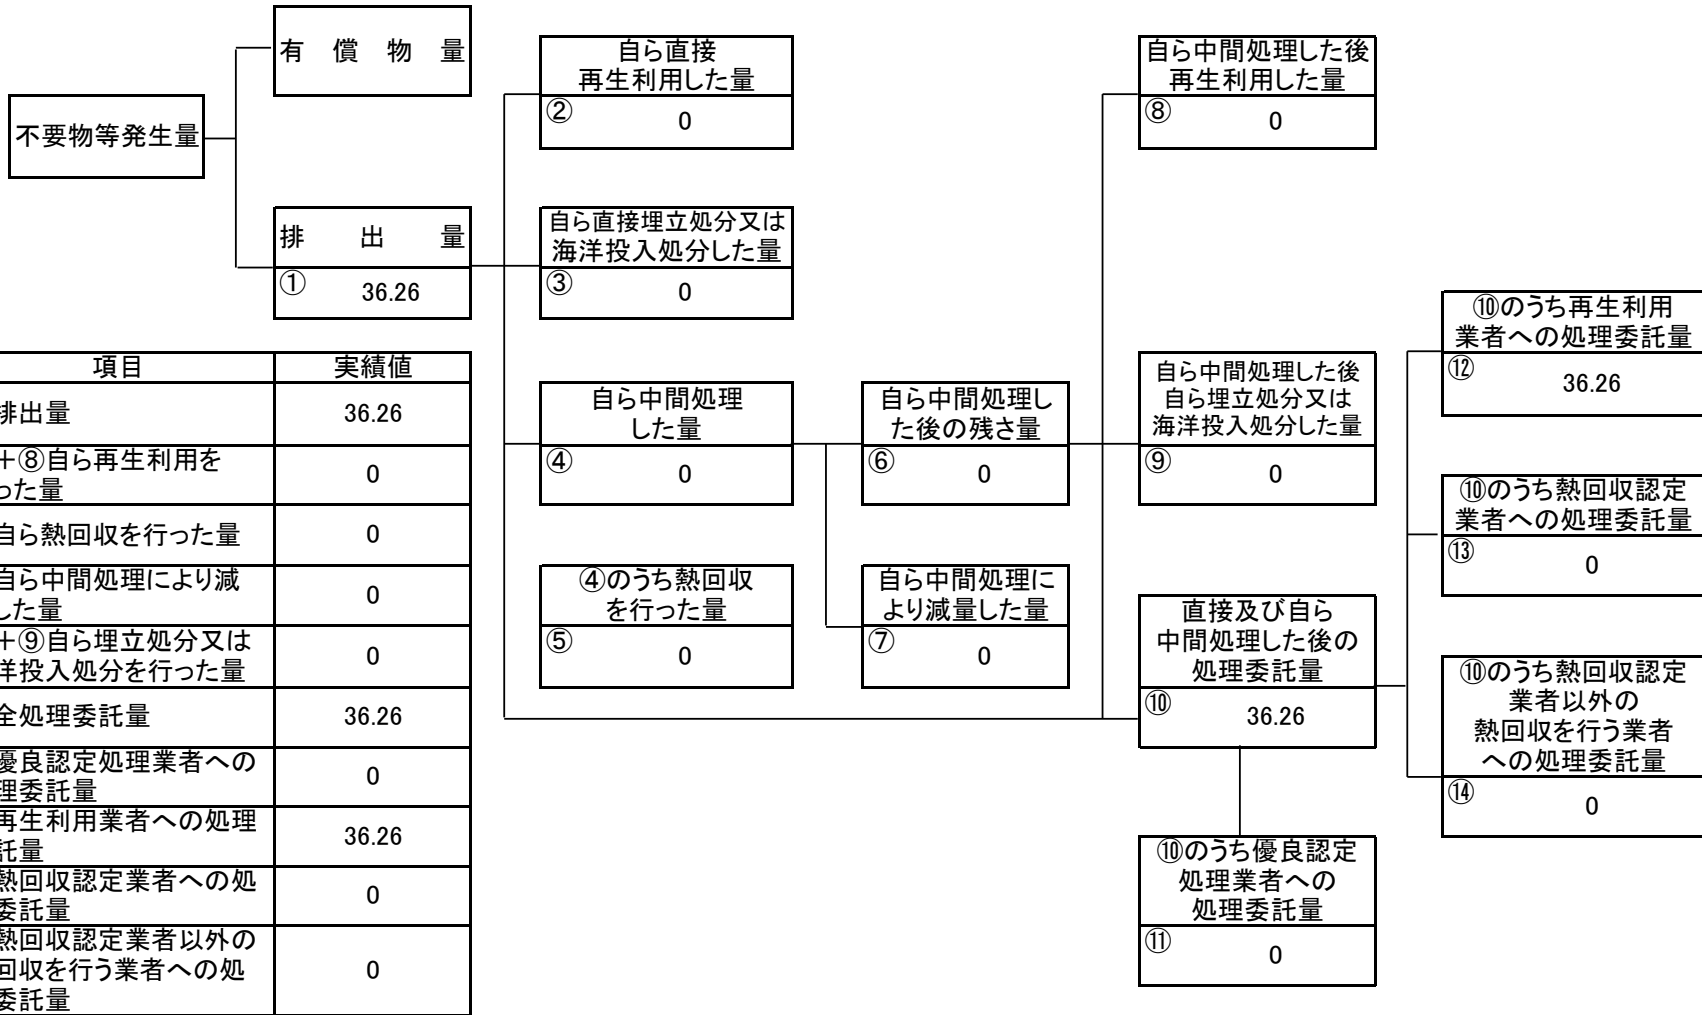 有　償　物　量
不要物等発生量
排　出　量
①
36.26
自ら直接
再生利用した量
②
0
自ら直接埋立処分又は
海洋投入処分した量
③
0
自ら中間処理
した量
④
0
④のうち熱回収
を行った量
⑤
0
自ら中間処理し
た後の残さ量
⑥
0
自ら中間処理に
より減量した量
⑦
0
自ら中間処理した後
再生利用した量
⑧
0
自ら中間処理した後
自ら埋立処分又は
海洋投入処分した量
⑨
0
直接及び自ら
中間処理した後の
処理委託量
⑩
36.26
⑩のうち優良認定
処理業者への
処理委託量
⑪
0
⑩のうち再生利用
業者への処理委託量
⑫
36.26
⑩のうち熱回収認定
業者への処理委託量
⑬
0
⑩のうち熱回収認定
業者以外の
熱回収を行う業者
への処理委託量
⑭
0
項目　実績値
排出量　36.26
＋⑧自ら再生利用を
った量　0
自ら熱回収を行った量　0
自ら中間処理により減
した量　0
＋⑨自ら埋立処分又は
洋投入処分を行った量　0
全処理委託量　36.26
優良認定処理業者への
理委託量　0
再生利用業者への処理
託量　36.26
熱回収認定業者への処
委託量　0
熱回収認定業者以外の
回収を行う業者への処
委託量　0